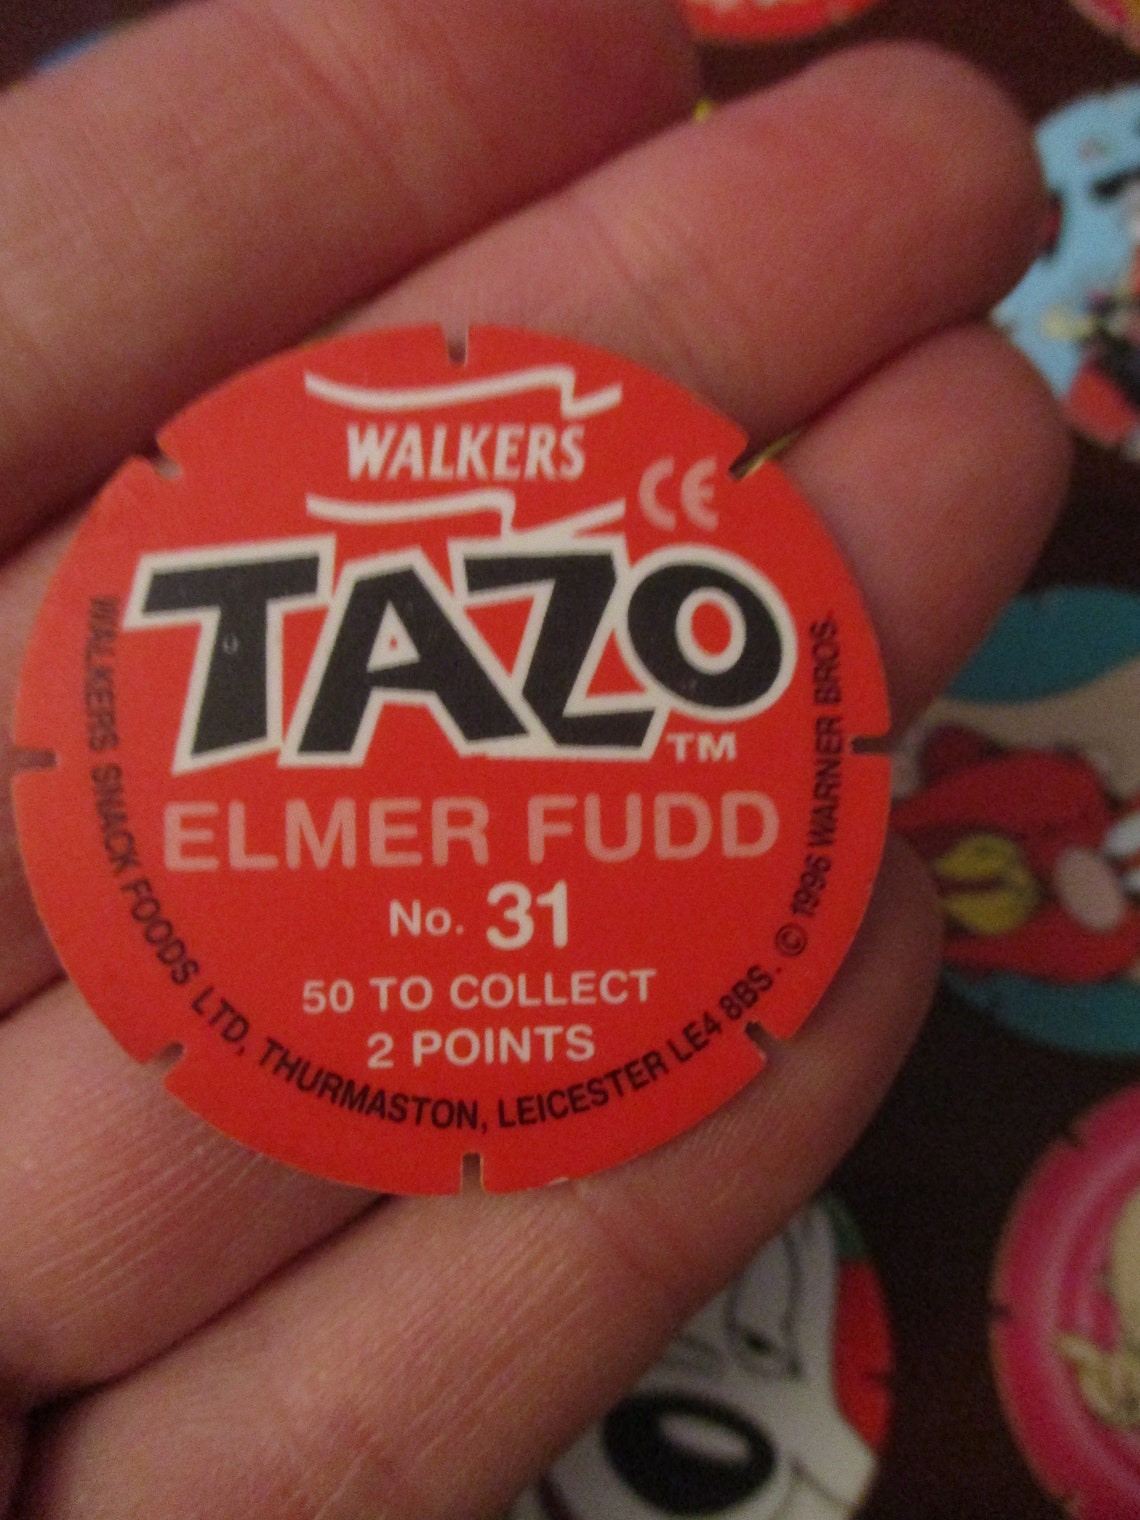 WALKERS
CE
TAZO
TM
ELMER FUDD
No. 31
50 TO COLLECT
2 POINTS
WALKERS SNACK FOODS LTD, THURMASTON, LEICESTER LE4 8BS. © 1996 WARNER BROS.